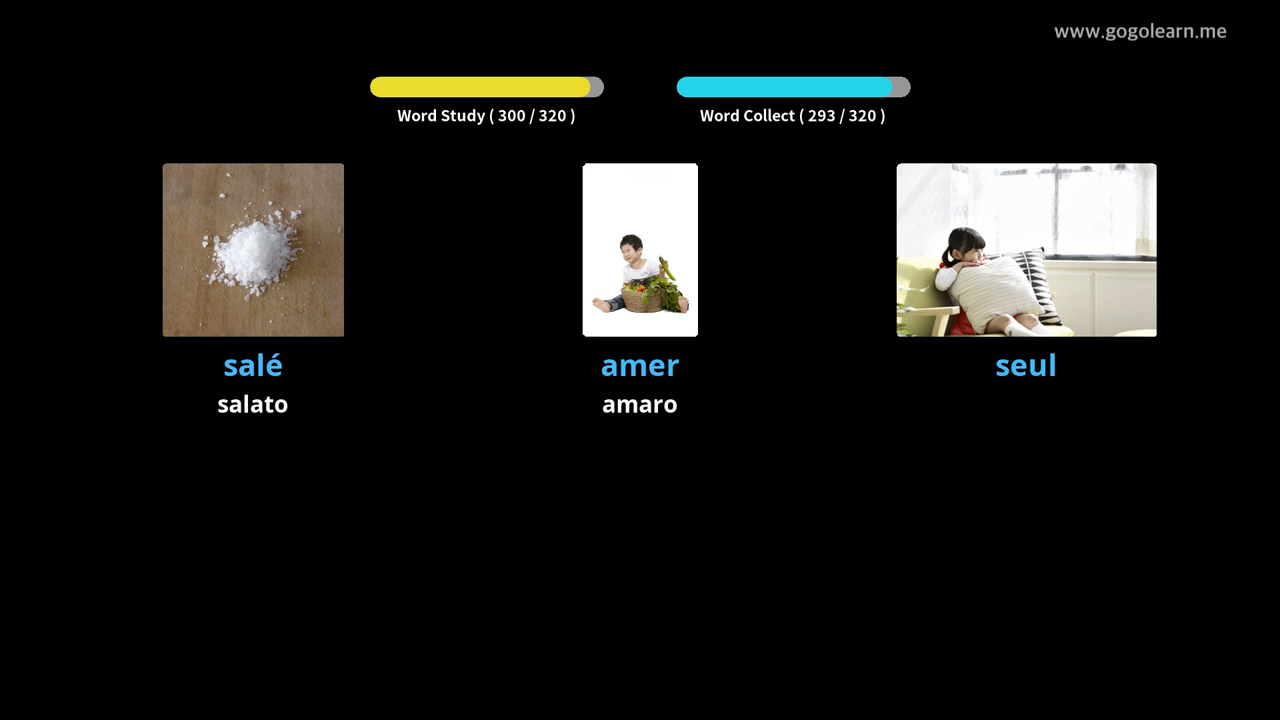 www.gogolearn.me
Word Study ( 300 / 320 )
Word Collect ( 293 / 320 )
salé
amer
seul
salato
amaro